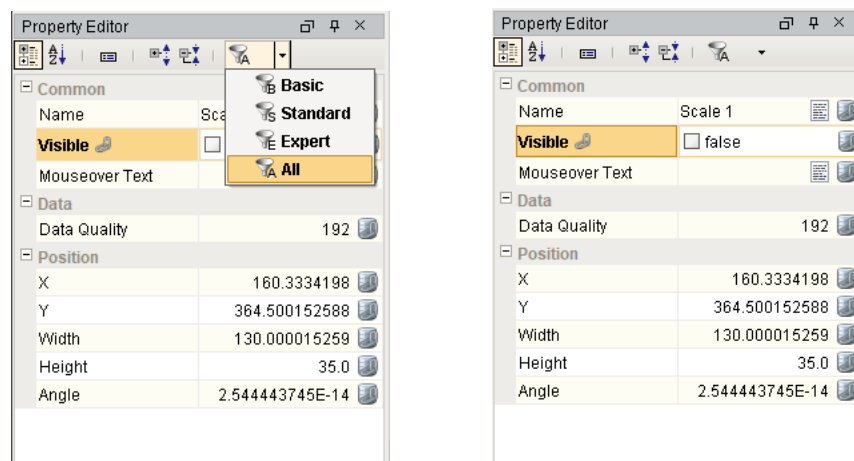 Property Editor
Basic
Standard
Expert
All
Common
Name
Visible
Mouseover Text
Data
Data Quality 192
Position
X 160.3334198
Y 364.500152588
Width 130.000015259
Height 35.0
Angle 2.544443745E-14
Property Editor
Common
Name Scale 1
Visible false
Mouseover Text
Data
Data Quality 192
Position
X 160.3334198
Y 364.500152588
Width 130.000015259
Height 35.0
Angle 2.544443745E-14